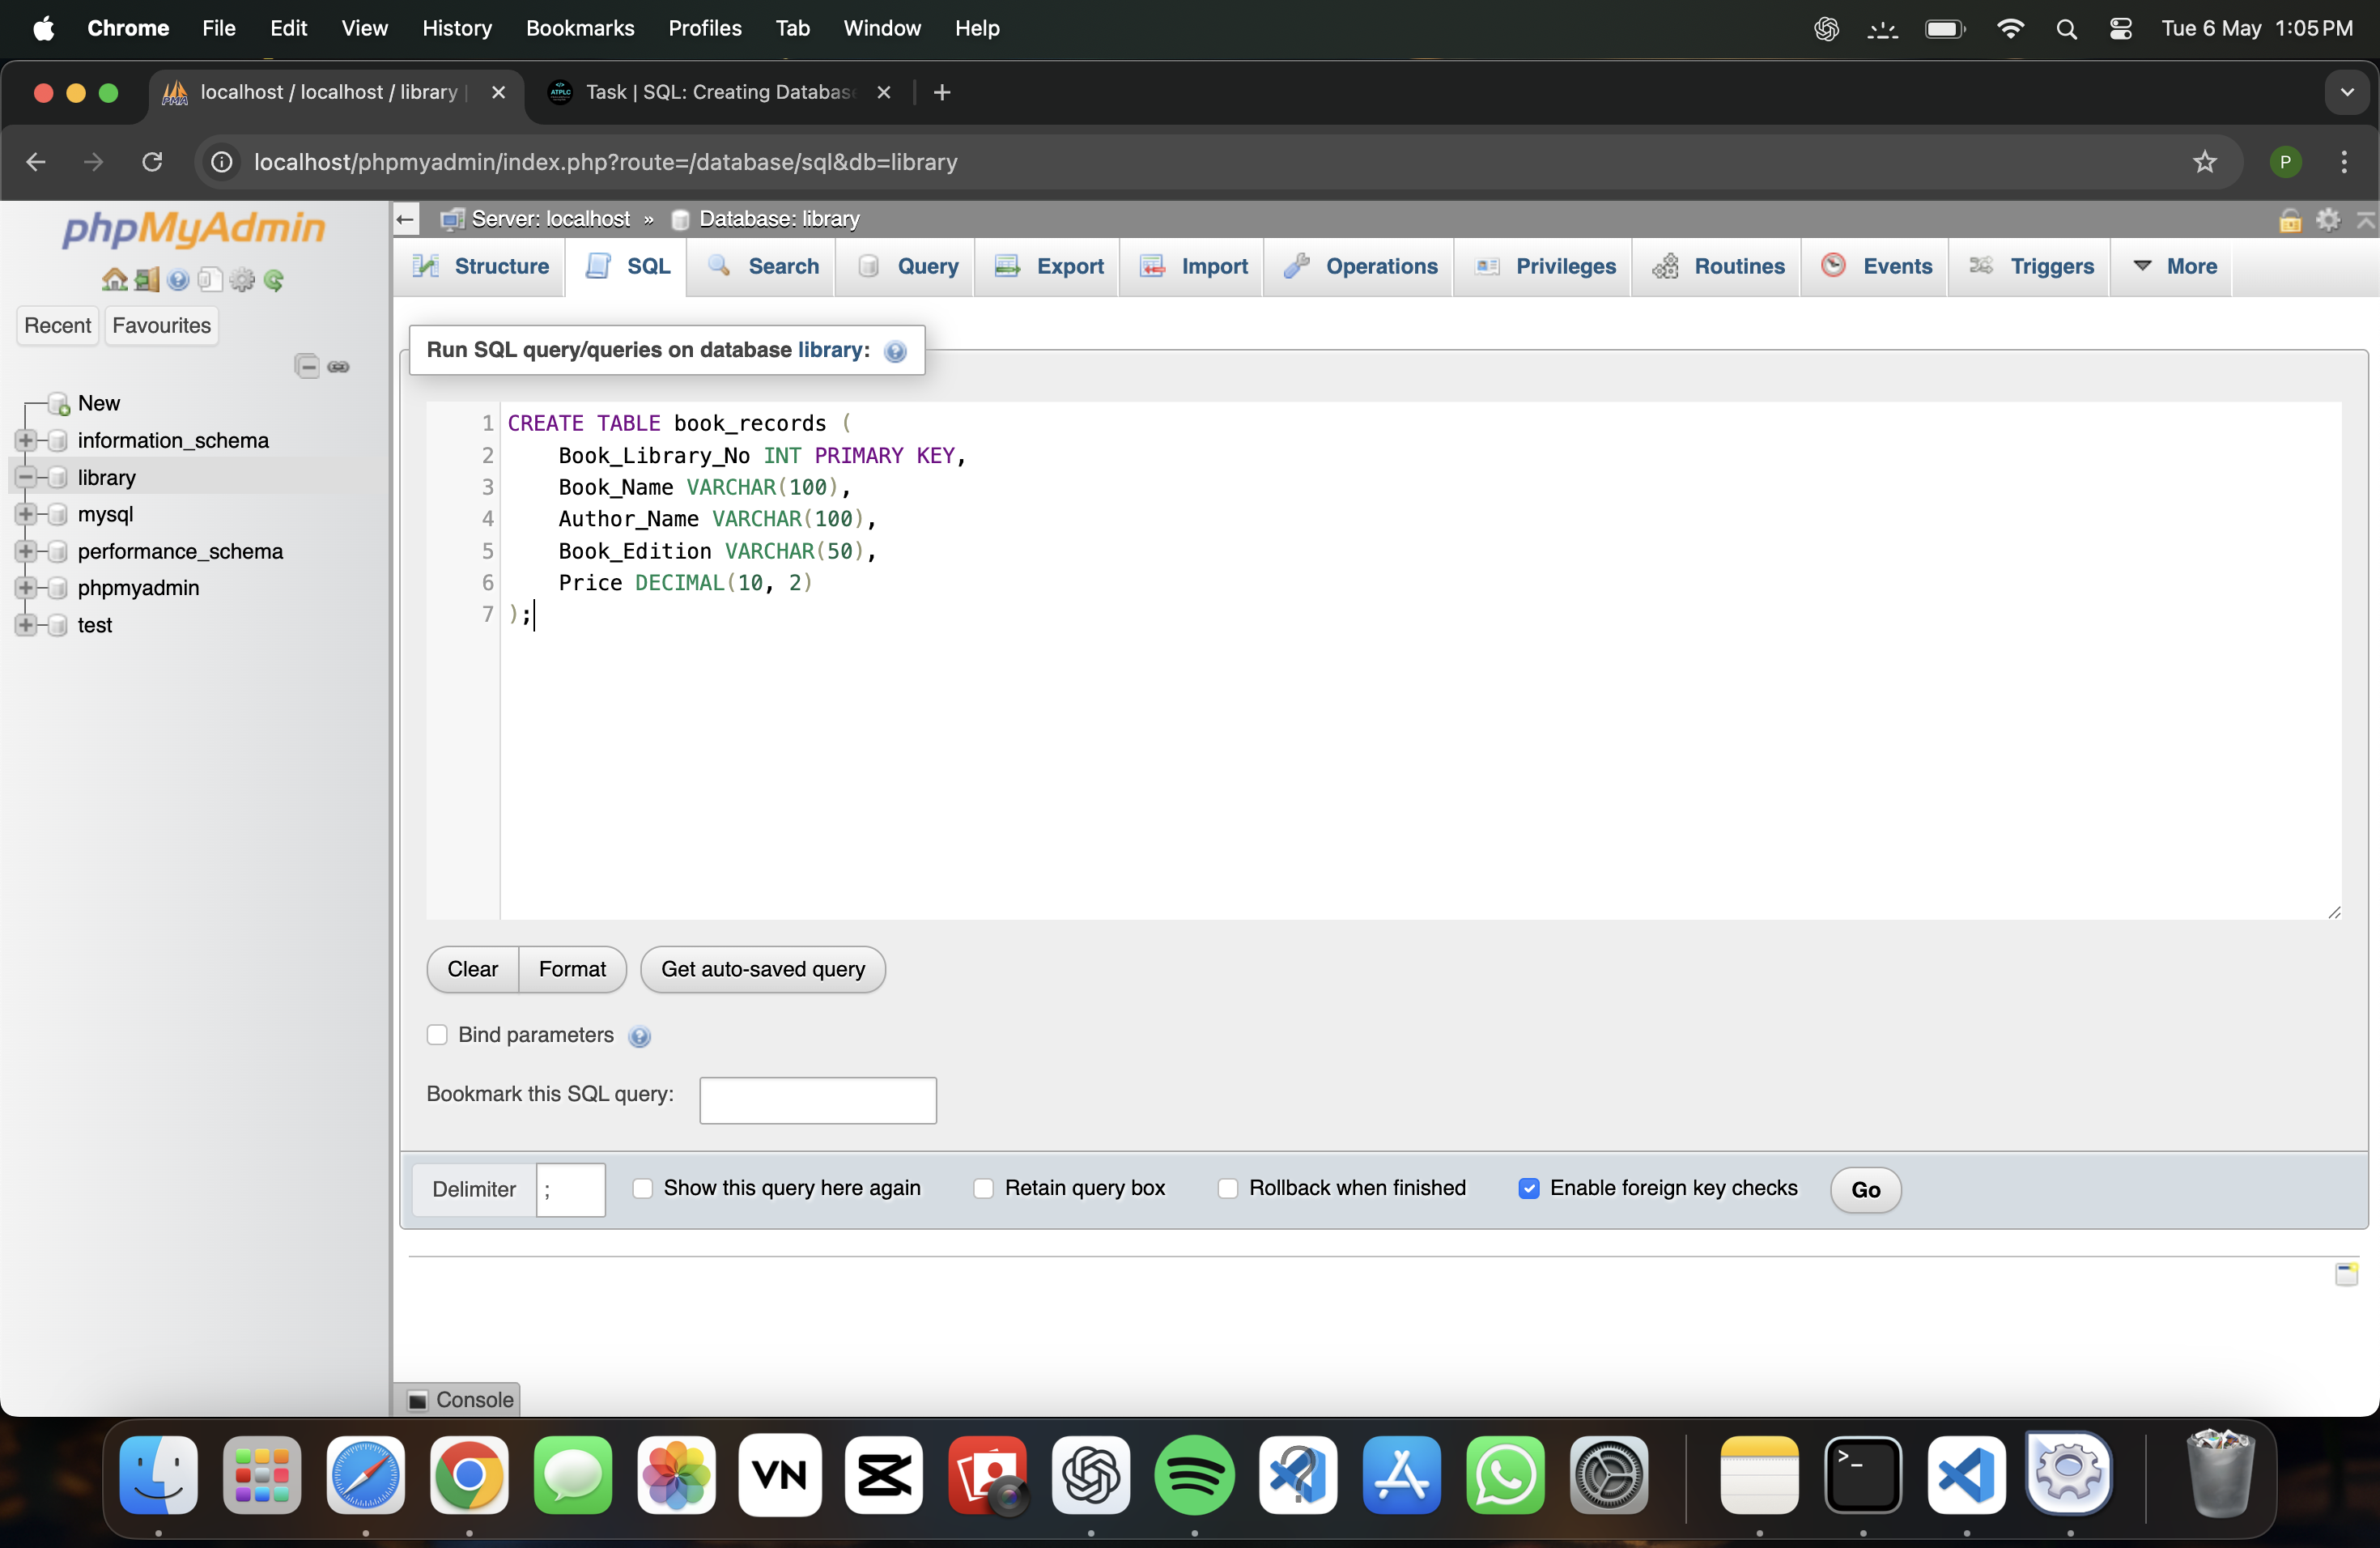 Chrome File Edit View History Bookmarks Profiles Tab Window Help Tue 6 May 1:05 PM
localhost / localhost / library | Task | SQL: Creating Databas
localhost/phpmyadmin/index.php?route=/database/sql&db=library P
phpMyAdmin
Recent Favourites
New
information_schema
library
mysql
performance_schema
phpmyadmin
test
Server: localhost » Database: library
Structure SQL Search Query Export Import Operations Privileges Routines Events Triggers More
Run SQL query/queries on database library:
1 CREATE TABLE book_records (
2 Book_Library_No INT PRIMARY KEY,
3 Book_Name VARCHAR(100),
4 Author_Name VARCHAR(100),
5 Book_Edition VARCHAR(50),
6 Price DECIMAL(10, 2)
7 );
Clear Format Get auto-saved query
Bind parameters
Bookmark this SQL query:
Delimiter ; Show this query here again Retain query box Rollback when finished Enable foreign key checks Go
Console
VN